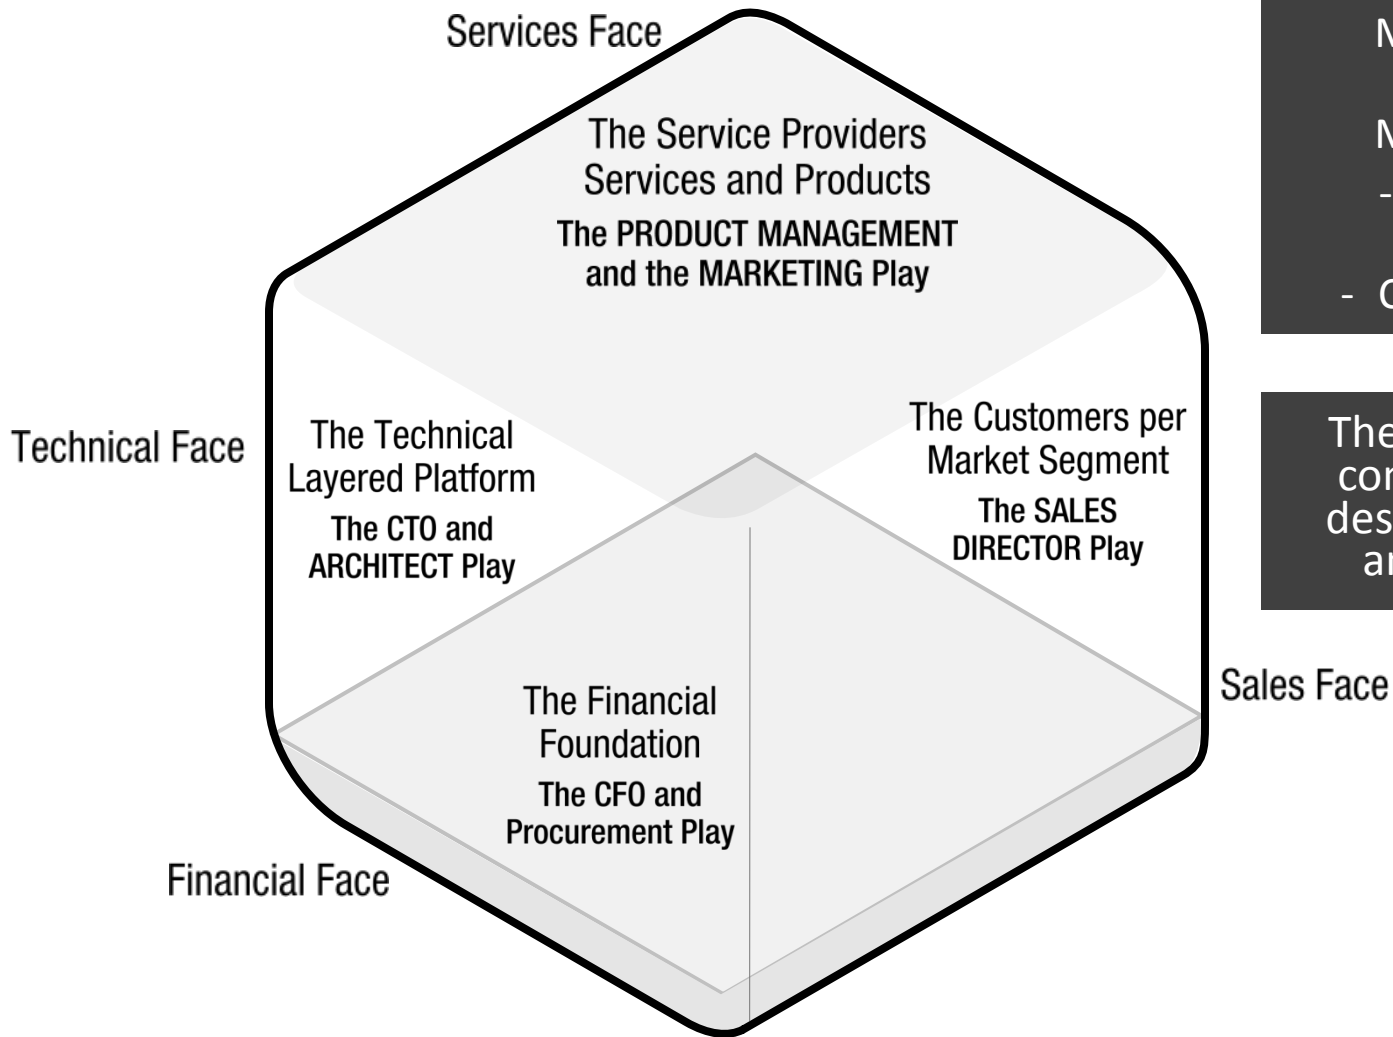 Services Face
The Service Providers
Services and Products
The PRODUCT MANAGEMENT
and the MARKETING Play
Technical Face
The Technical
Layered Platform
The CTO and
ARCHITECT Play
The Customers per
Market Segment
The SALES
DIRECTOR Play
Sales Face
The Financial
Foundation
The CFO and
Procurement Play
Financial Face
-
-
The